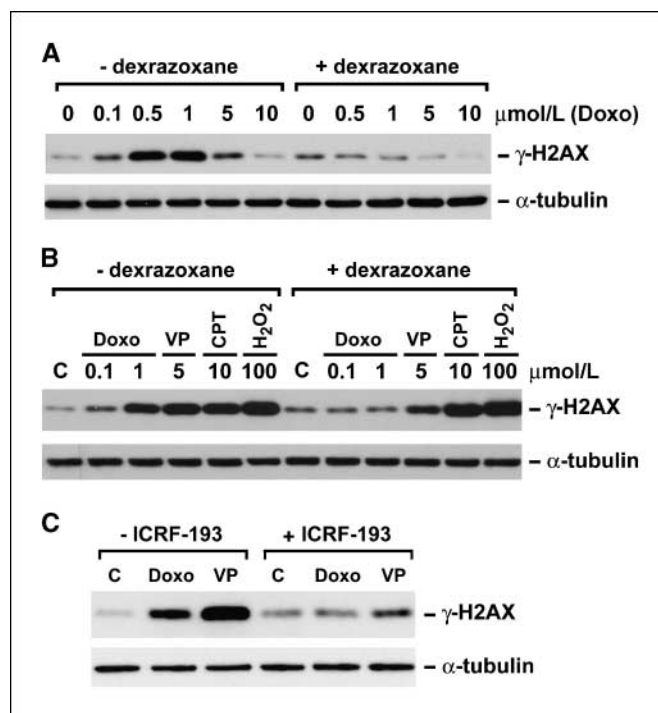 A
- dexrazoxane + dexrazoxane
0 0.1 0.5 1 5 10 0 0.5 1 5 10 μmol/L (Doxo)
– γ-H2AX
– α-tubulin
B
- dexrazoxane + dexrazoxane
Doxo VP CPT H₂O₂ Doxo VP CPT H₂O₂
C 0.1 1 5 10 100 C 0.1 1 5 10 100 μmol/L
– γ-H2AX
– α-tubulin
C
- ICRF-193 + ICRF-193
C Doxo VP C Doxo VP
– γ-H2AX
– α-tubulin